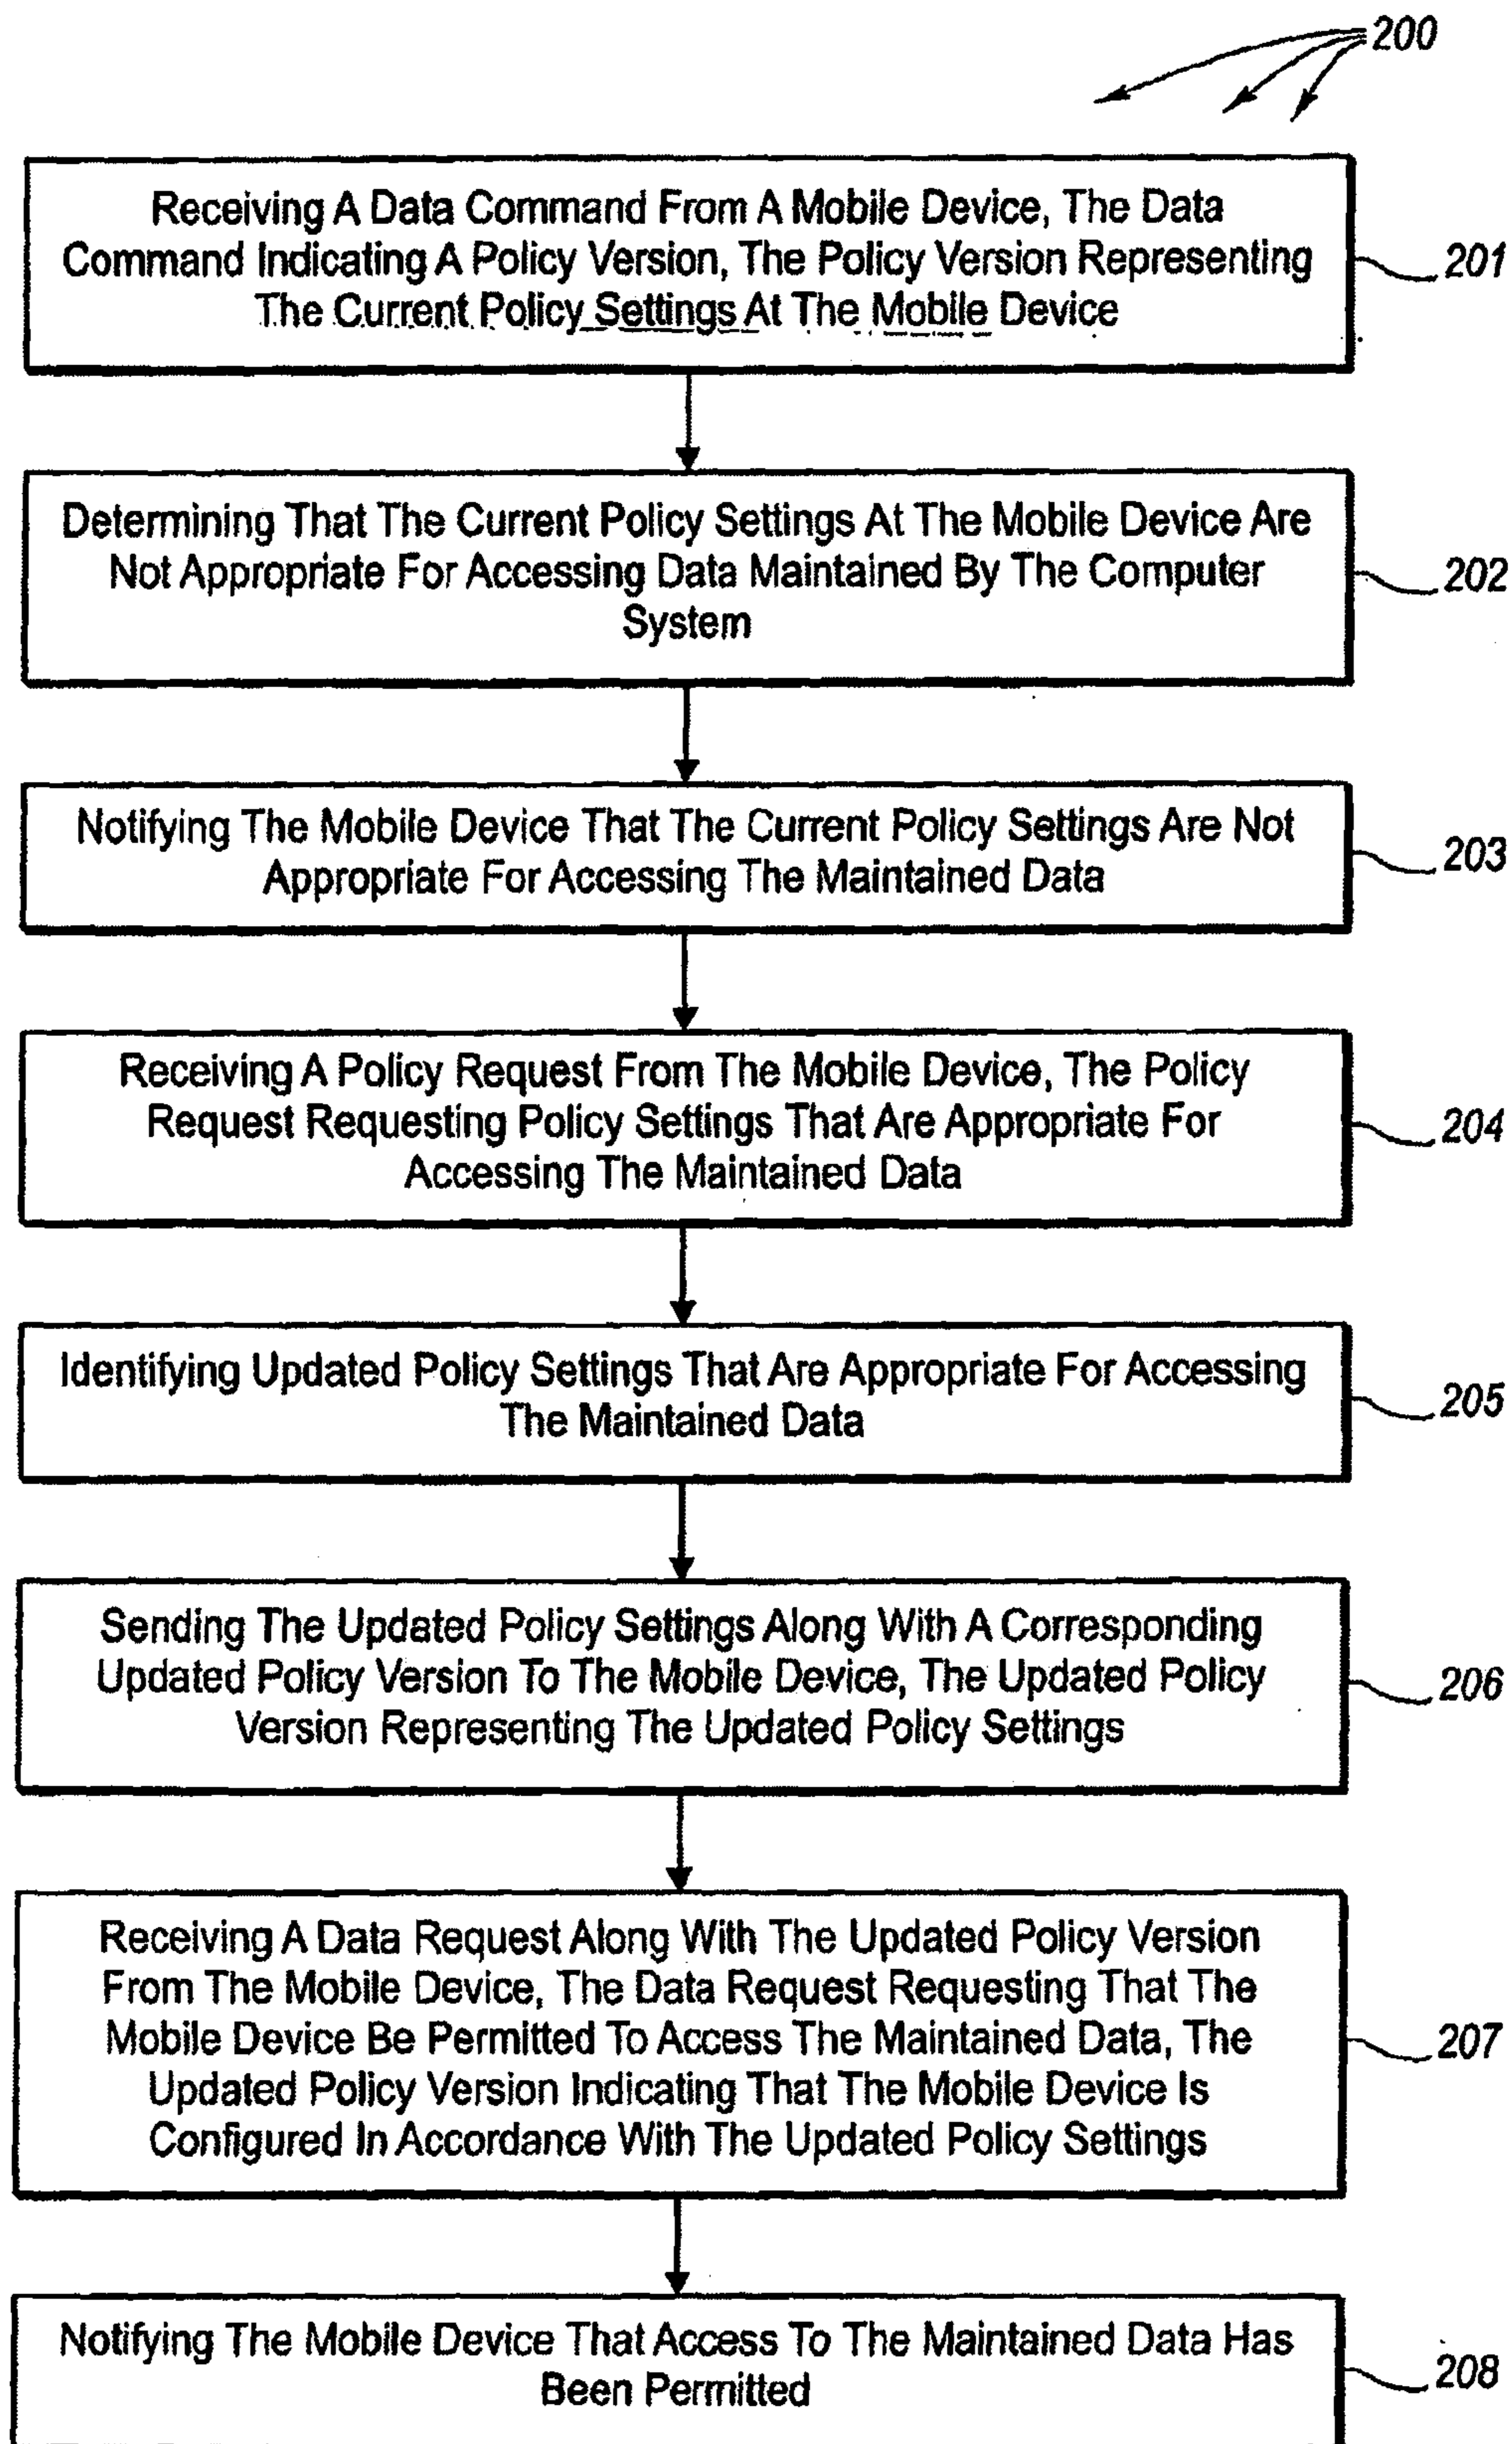 200
Receiving A Data Command From A Mobile Device, The Data
Command Indicating A Policy Version, The Policy Version Representing
The Current Policy Settings At The Mobile Device
201
Determining That The Current Policy Settings At The Mobile Device Are
Not Appropriate For Accessing Data Maintained By The Computer
System
202
Notifying The Mobile Device That The Current Policy Settings Are Not
Appropriate For Accessing The Maintained Data
203
Receiving A Policy Request From The Mobile Device, The Policy
Request Requesting Policy Settings That Are Appropriate For
Accessing The Maintained Data
204
Identifying Updated Policy Settings That Are Appropriate For Accessing
The Maintained Data
205
Sending The Updated Policy Settings Along With A Corresponding
Updated Policy Version To The Mobile Device, The Updated Policy
Version Representing The Updated Policy Settings
206
Receiving A Data Request Along With The Updated Policy Version
From The Mobile Device, The Data Request Requesting That The
Mobile Device Be Permitted To Access The Maintained Data, The
Updated Policy Version Indicating That The Mobile Device Is
Configured In Accordance With The Updated Policy Settings
207
Notifying The Mobile Device That Access To The Maintained Data Has
Been Permitted
208